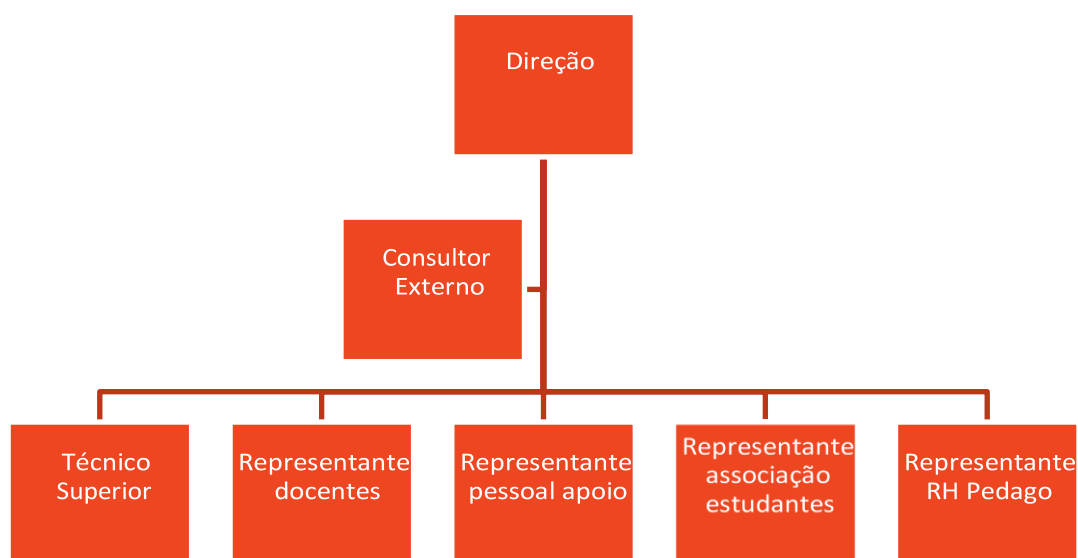 Direção
Consultor
Externo
Técnico
Superior
Representante
docentes
Representante
pessoal apoio
Representante
associação
estudantes
Representante
RH Pedago